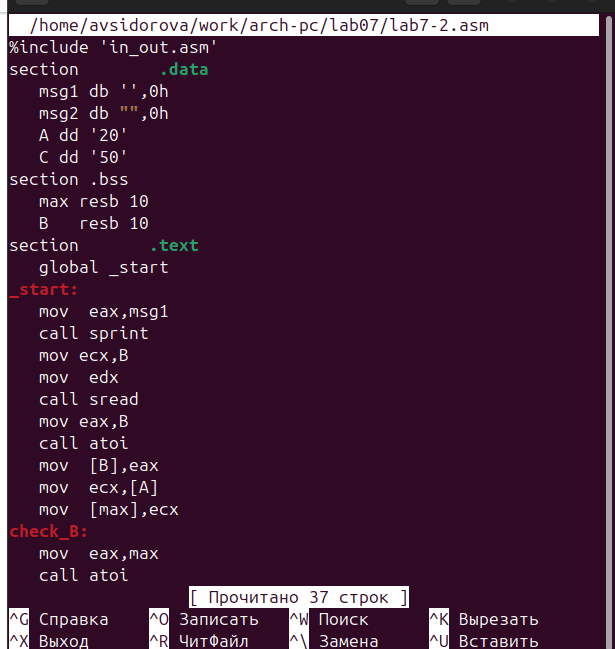 /home/avsidorova/work/arch-pc/lab07/lab7-2.asm
%include 'in_out.asm'
section        .data
   msg1 db '',0h
   msg2 db "",0h
   A dd '20'
   C dd '50'
section .bss
   max resb 10
   B   resb 10
section       .text
   global _start
_start:
   mov  eax,msg1
   call sprint
   mov ecx,B
   mov  edx
   call sread
   mov eax,B
   call atoi
   mov  [B],eax
   mov  ecx,[A]
   mov  [max],ecx
check_B:
   mov  eax,max
   call atoi
[ Прочитано 37 строк ]
^G Справка    ^O Записать   ^W Поиск      ^K Вырезать
^X Выход      ^R ЧитФайл    ^\ Замена     ^U Вставить